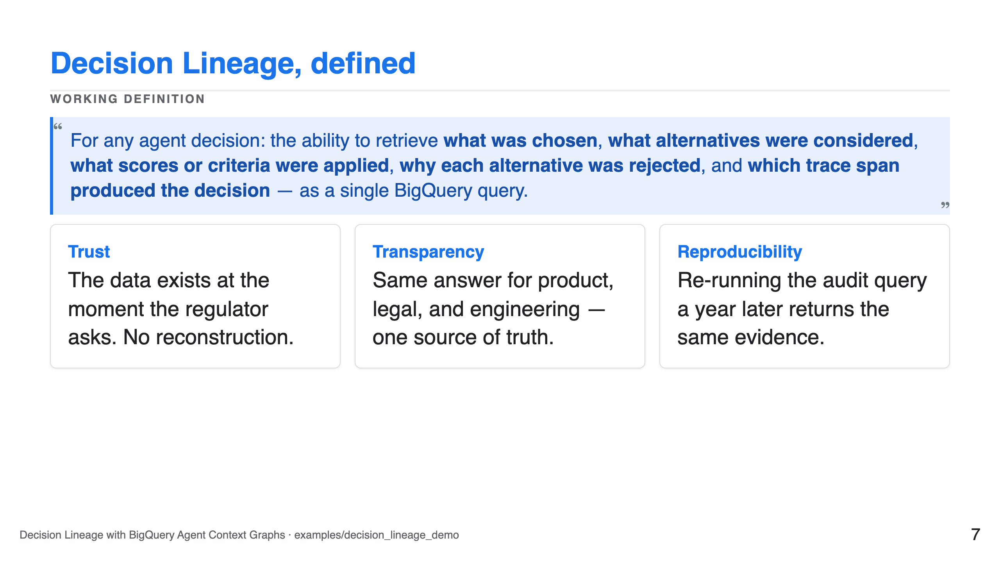 Decision Lineage, defined
WORKING DEFINITION
“
For any agent decision: the ability to retrieve what was chosen, what alternatives were considered,
what scores or criteria were applied, why each alternative was rejected, and which trace span
produced the decision — as a single BigQuery query.
”
Trust
The data exists at the
moment the regulator
asks. No reconstruction.
Transparency
Same answer for product,
legal, and engineering —
one source of truth.
Reproducibility
Re-running the audit query
a year later returns the
same evidence.
Decision Lineage with BigQuery Agent Context Graphs · examples/decision_lineage_demo
7